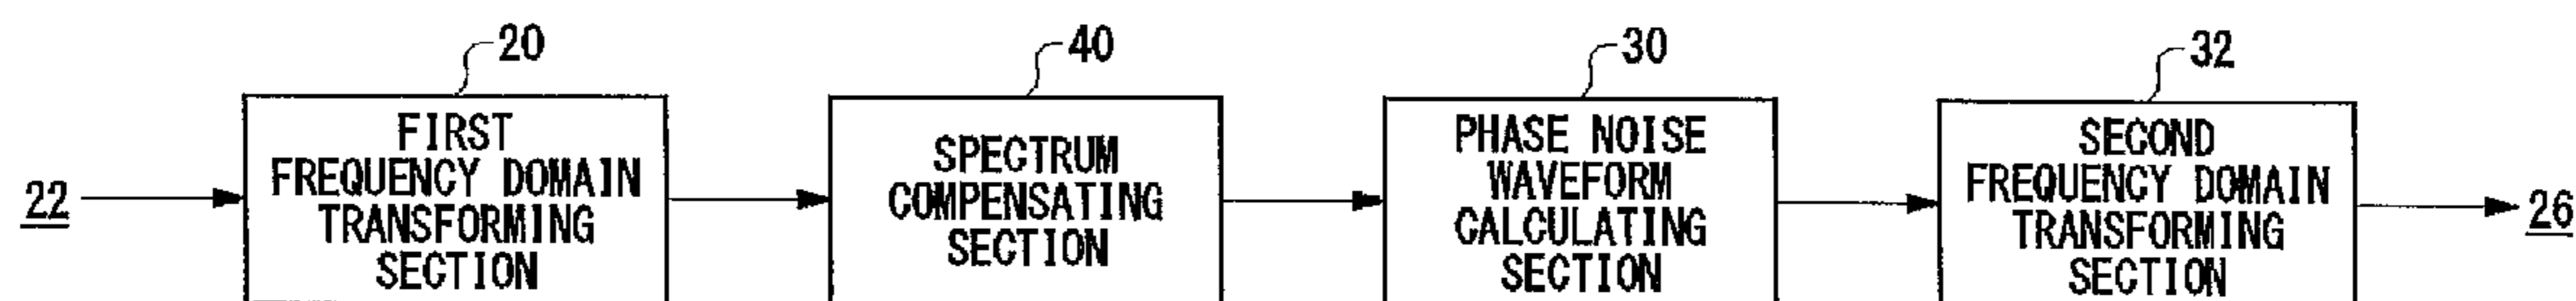 20
40
30
32
22
FIRST
FREQUENCY DOMAIN
TRANSFORMING
SECTION
SPECTRUM
COMPENSATING
SECTION
PHASE NOISE
WAVEFORM
CALCULATING
SECTION
SECOND
FREQUENCY DOMAIN
TRANSFORMING
SECTION
26